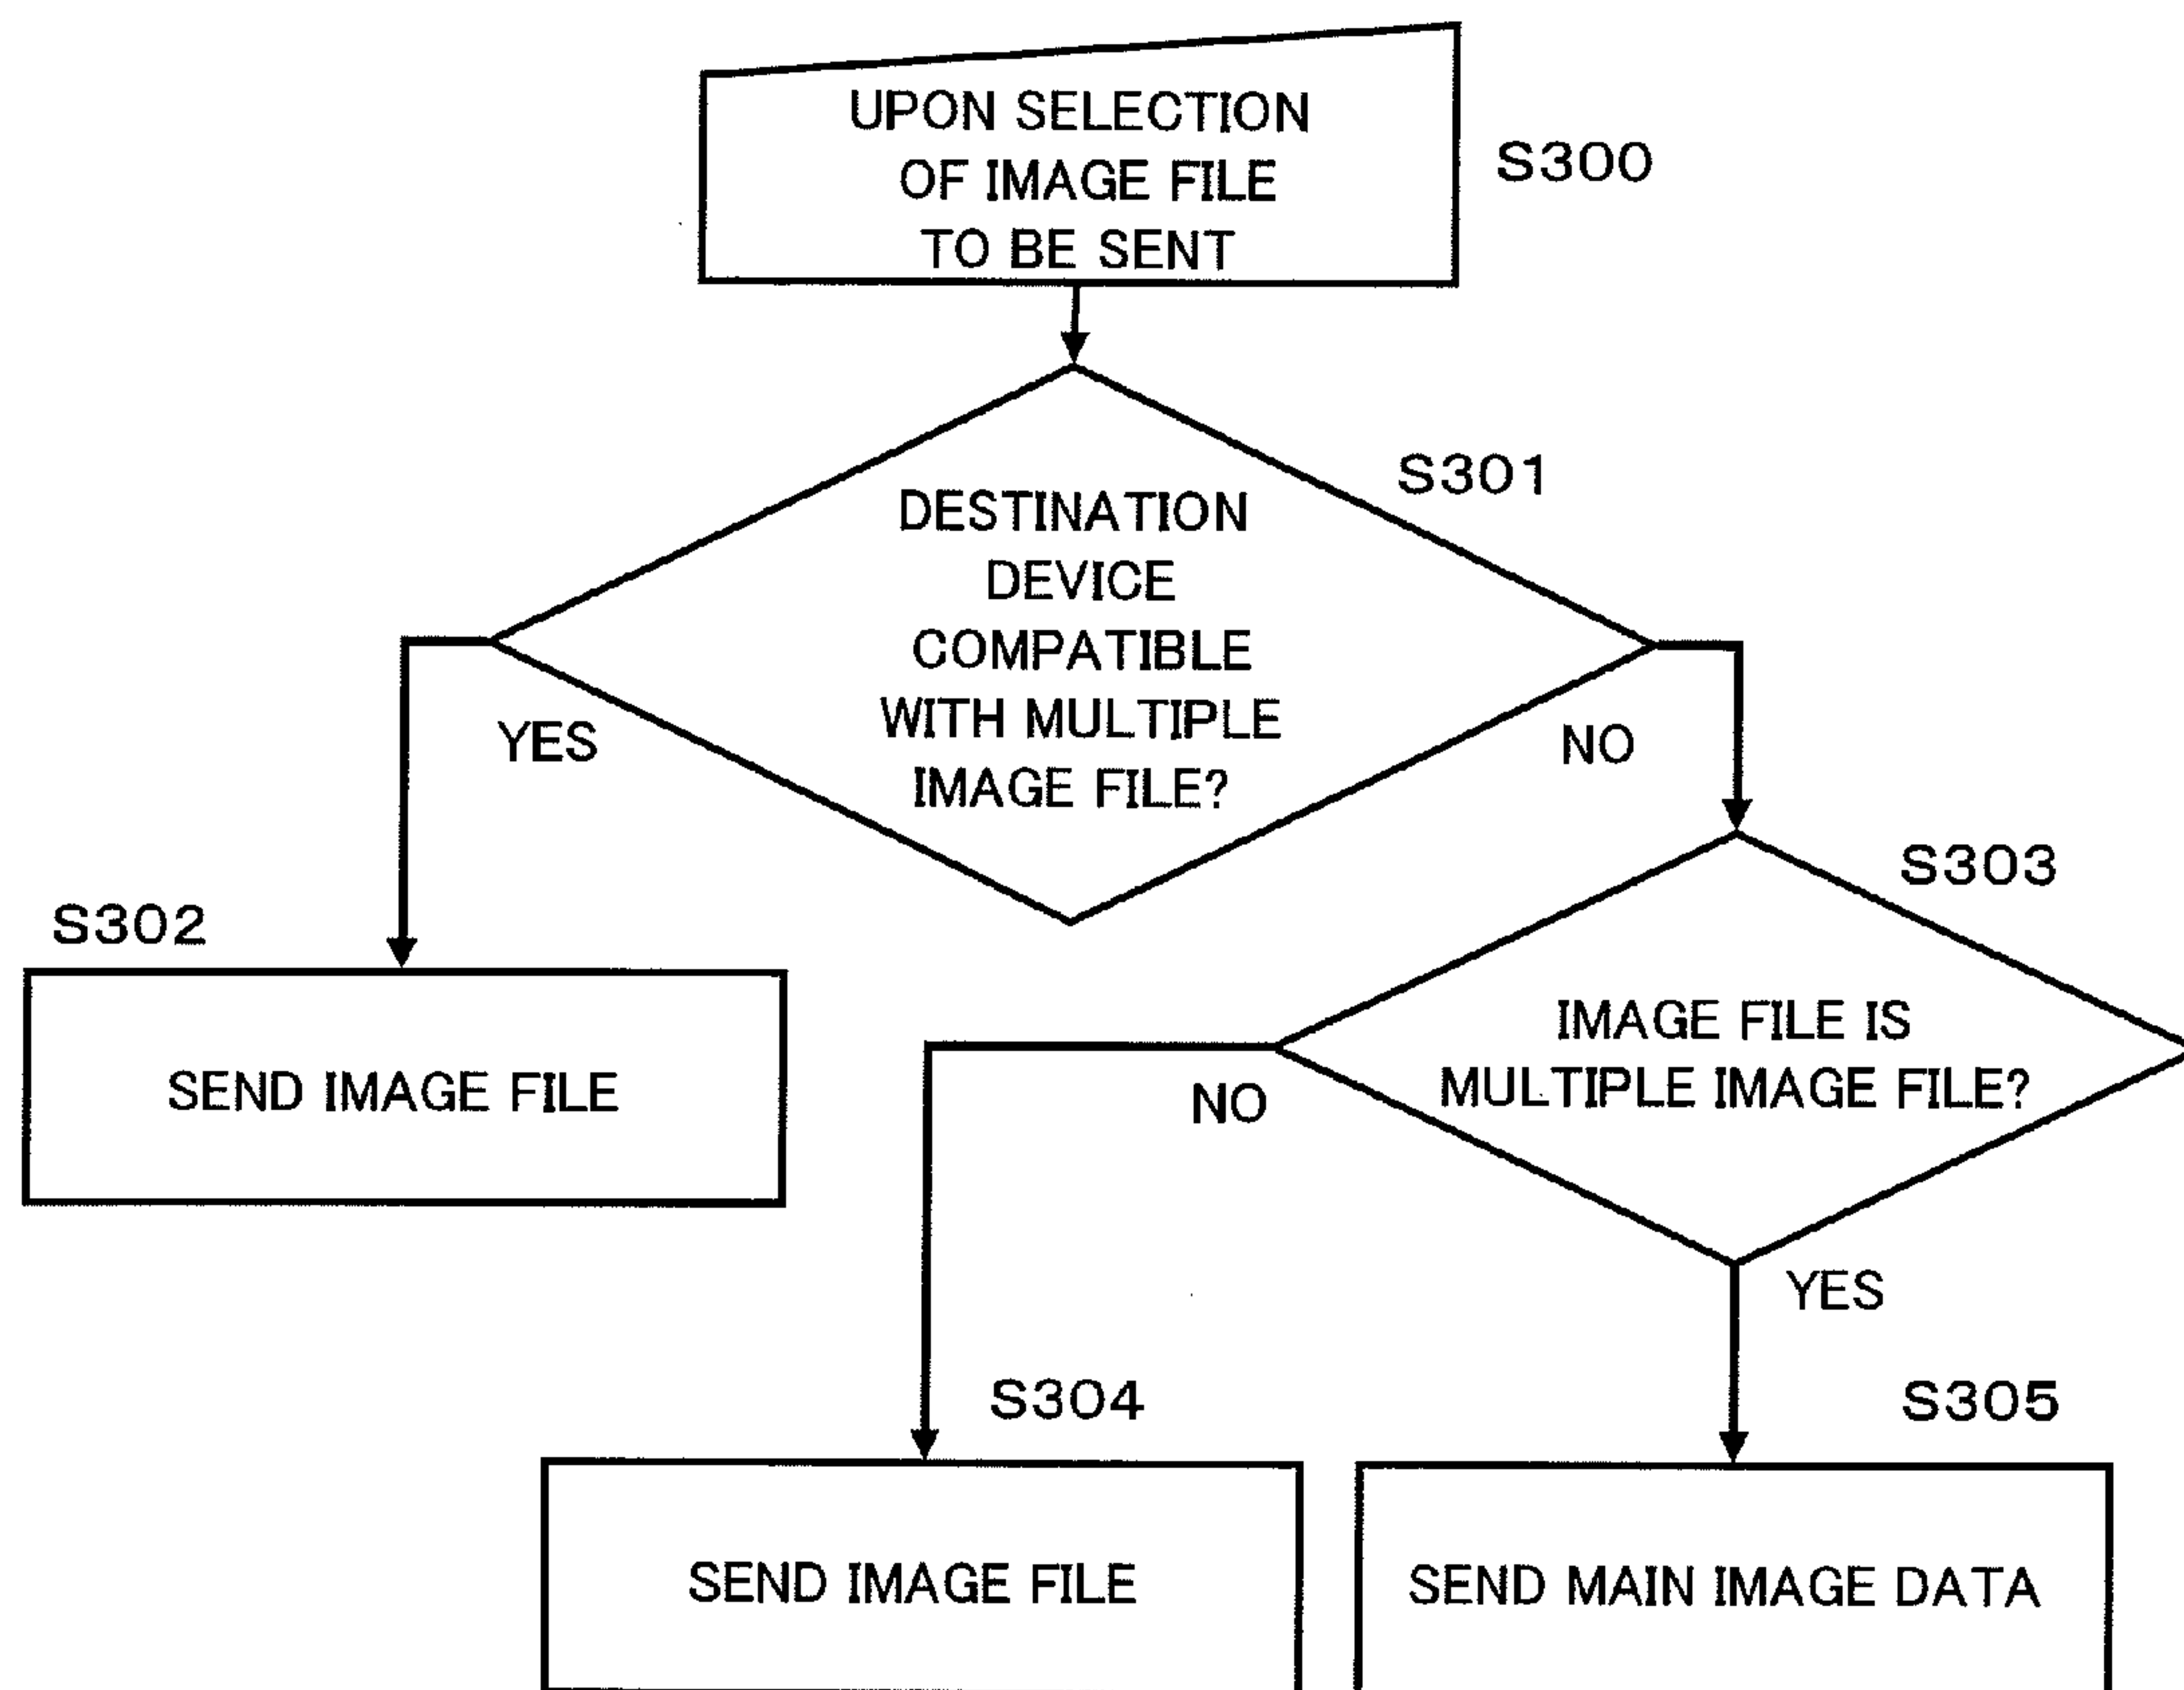 UPON SELECTION
OF IMAGE FILE
TO BE SENT
S300
S301
DESTINATION
DEVICE
COMPATIBLE
WITH MULTIPLE
IMAGE FILE?
YES
NO
S302
SEND IMAGE FILE
S303
IMAGE FILE IS
MULTIPLE IMAGE FILE?
NO
YES
S304
SEND IMAGE FILE
S305
SEND MAIN IMAGE DATA